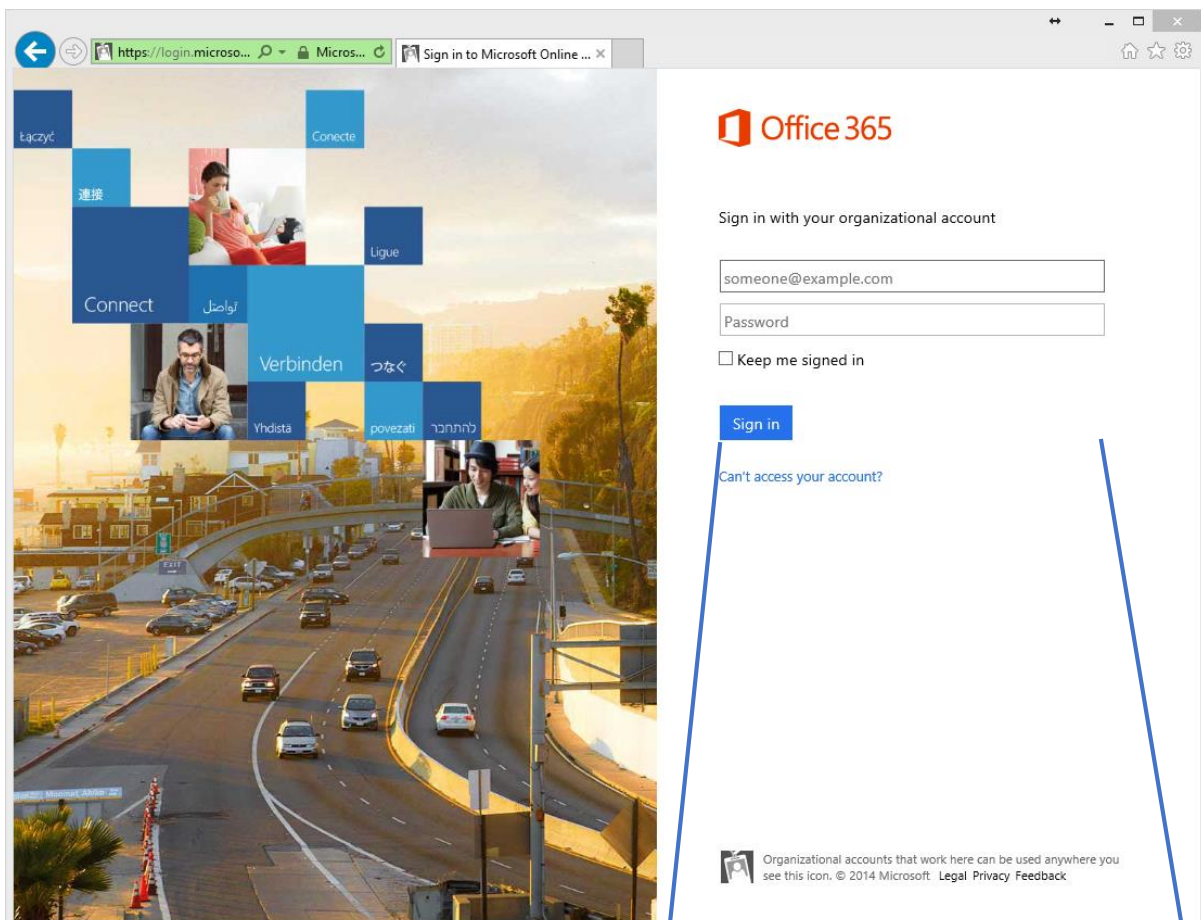 https://login.microso...
Micros...
Sign in to Microsoft Online ...
Łączyć
Conecte
連接
Ligue
Connect
تواصل
Verbinden
つなぐ
Yhdistä
povezati
להתחבר
EXIT
Office 365
Sign in with your organizational account
someone@example.com
Password
Keep me signed in
Sign in
Can't access your account?
Organizational accounts that work here can be used anywhere you
see this icon. © 2014 Microsoft Legal Privacy Feedback